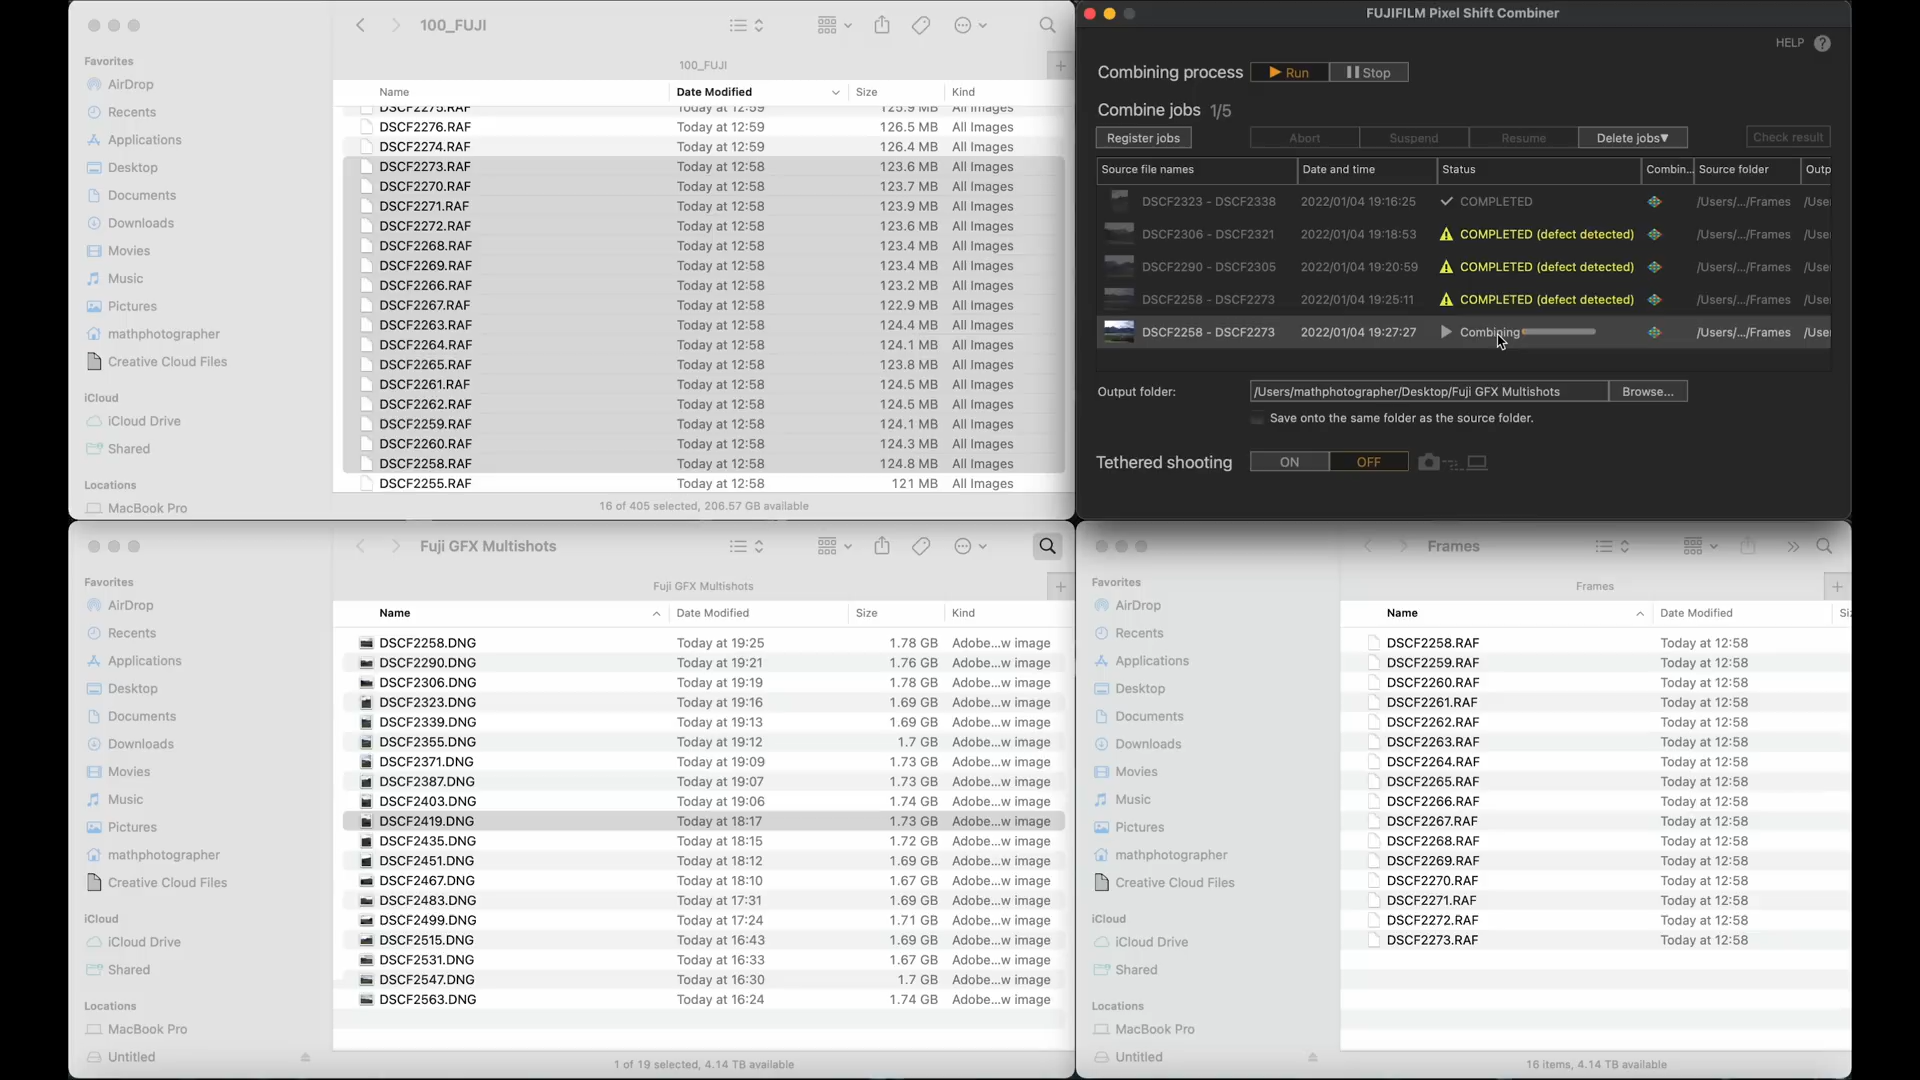 100_FUJI
Favorites
AirDrop
Recents
Applications
Desktop
Documents
Downloads
Movies
Music
Pictures
mathphotographer
Creative Cloud Files
iCloud
iCloud Drive
Shared
Locations
MacBook Pro
100_FUJI
Name Date Modified Size Kind
DSCF2275.RAF Today at 12:59 125.9 MB All Images
DSCF2276.RAF Today at 12:59 126.5 MB All Images
DSCF2274.RAF Today at 12:59 126.4 MB All Images
DSCF2273.RAF Today at 12:58 123.6 MB All Images
DSCF2270.RAF Today at 12:58 123.7 MB All Images
DSCF2271.RAF Today at 12:58 123.9 MB All Images
DSCF2272.RAF Today at 12:58 123.6 MB All Images
DSCF2268.RAF Today at 12:58 123.4 MB All Images
DSCF2269.RAF Today at 12:58 123.4 MB All Images
DSCF2266.RAF Today at 12:58 123.2 MB All Images
DSCF2267.RAF Today at 12:58 122.9 MB All Images
DSCF2263.RAF Today at 12:58 124.4 MB All Images
DSCF2264.RAF Today at 12:58 124.1 MB All Images
DSCF2265.RAF Today at 12:58 123.8 MB All Images
DSCF2261.RAF Today at 12:58 124.5 MB All Images
DSCF2262.RAF Today at 12:58 124.5 MB All Images
DSCF2259.RAF Today at 12:58 124.1 MB All Images
DSCF2260.RAF Today at 12:58 124.3 MB All Images
DSCF2258.RAF Today at 12:58 124.8 MB All Images
DSCF2255.RAF Today at 12:58 121 MB All Images
16 of 405 selected, 206.57 GB available
FUJIFILM Pixel Shift Combiner
HELP ?
Combining process Run Stop
Combine jobs 1/5
Register jobs Abort Suspend Resume Delete jobs▼ Check result
Source file names Date and time Status Combin... Source folder Outp
DSCF2323 - DSCF2338 2022/01/04 19:16:25 COMPLETED /Users/.../Frames /Use
DSCF2306 - DSCF2321 2022/01/04 19:18:53 COMPLETED (defect detected) /Users/.../Frames /Use
DSCF2290 - DSCF2305 2022/01/04 19:20:59 COMPLETED (defect detected) /Users/.../Frames /Use
DSCF2258 - DSCF2273 2022/01/04 19:25:11 COMPLETED (defect detected) /Users/.../Frames /Use
DSCF2258 - DSCF2273 2022/01/04 19:27:27 Combining /Users/.../Frames /Use
Output folder: /Users/mathphotographer/Desktop/Fuji GFX Multishots Browse...
Save onto the same folder as the source folder.
Tethered shooting ON OFF
Fuji GFX Multishots
Favorites
AirDrop
Recents
Applications
Desktop
Documents
Downloads
Movies
Music
Pictures
mathphotographer
Creative Cloud Files
iCloud
iCloud Drive
Shared
Locations
MacBook Pro
Untitled
Fuji GFX Multishots
Name Date Modified Size Kind
DSCF2258.DNG Today at 19:25 1.78 GB Adobe...w image
DSCF2290.DNG Today at 19:21 1.76 GB Adobe...w image
DSCF2306.DNG Today at 19:19 1.78 GB Adobe...w image
DSCF2323.DNG Today at 19:16 1.69 GB Adobe...w image
DSCF2339.DNG Today at 19:13 1.69 GB Adobe...w image
DSCF2355.DNG Today at 19:12 1.7 GB Adobe...w image
DSCF2371.DNG Today at 19:09 1.73 GB Adobe...w image
DSCF2387.DNG Today at 19:07 1.73 GB Adobe...w image
DSCF2403.DNG Today at 19:06 1.74 GB Adobe...w image
DSCF2419.DNG Today at 18:17 1.73 GB Adobe...w image
DSCF2435.DNG Today at 18:15 1.72 GB Adobe...w image
DSCF2451.DNG Today at 18:12 1.69 GB Adobe...w image
DSCF2467.DNG Today at 18:10 1.67 GB Adobe...w image
DSCF2483.DNG Today at 17:31 1.69 GB Adobe...w image
DSCF2499.DNG Today at 17:24 1.71 GB Adobe...w image
DSCF2515.DNG Today at 16:43 1.69 GB Adobe...w image
DSCF2531.DNG Today at 16:33 1.67 GB Adobe...w image
DSCF2547.DNG Today at 16:30 1.7 GB Adobe...w image
DSCF2563.DNG Today at 16:24 1.74 GB Adobe...w image
1 of 19 selected, 4.14 TB available
Frames
Favorites
AirDrop
Recents
Applications
Desktop
Documents
Downloads
Movies
Music
Pictures
mathphotographer
Creative Cloud Files
iCloud
iCloud Drive
Shared
Locations
MacBook Pro
Untitled
Frames
Name Date Modified Si
DSCF2258.RAF Today at 12:58
DSCF2259.RAF Today at 12:58
DSCF2260.RAF Today at 12:58
DSCF2261.RAF Today at 12:58
DSCF2262.RAF Today at 12:58
DSCF2263.RAF Today at 12:58
DSCF2264.RAF Today at 12:58
DSCF2265.RAF Today at 12:58
DSCF2266.RAF Today at 12:58
DSCF2267.RAF Today at 12:58
DSCF2268.RAF Today at 12:58
DSCF2269.RAF Today at 12:58
DSCF2270.RAF Today at 12:58
DSCF2271.RAF Today at 12:58
DSCF2272.RAF Today at 12:58
DSCF2273.RAF Today at 12:58
16 items, 4.14 TB available